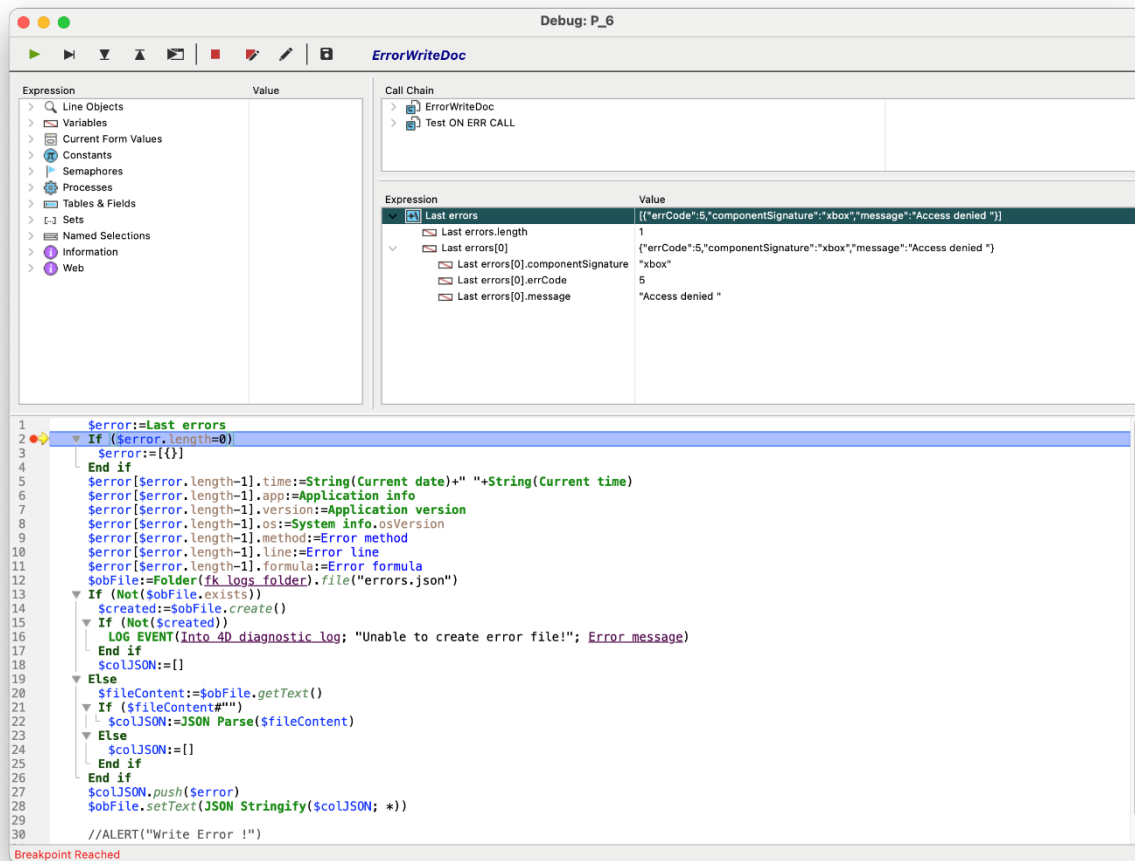 Debug: P_6
ErrorWriteDoc
Expression Value
Line Objects
Variables
Current Form Values
Constants
Semaphores
Processes
Tables & Fields
Sets
Named Selections
Information
Web
Call Chain
ErrorWriteDoc
Test ON ERR CALL
Expression Value
Last errors [{"errCode":5,"componentSignature":"xbox","message":"Access denied "}]
Last errors.length 1
Last errors[0] {"errCode":5,"componentSignature":"xbox","message":"Access denied "}
Last errors[0].componentSignature "xbox"
Last errors[0].errCode 5
Last errors[0].message "Access denied "
1 $error:=Last errors
2 If ($error.length=0)
3 $error:=[{}]
4 End if
5 $error[$error.length-1].time:=String(Current date)+" "+String(Current time)
6 $error[$error.length-1].app:=Application info
7 $error[$error.length-1].version:=Application version
8 $error[$error.length-1].os:=System info.osVersion
9 $error[$error.length-1].method:=Error method
10 $error[$error.length-1].line:=Error line
11 $error[$error.length-1].formula:=Error formula
12 $obFile:=Folder(fk logs folder).file("errors.json")
13 If (Not($obFile.exists))
14 $created:=$obFile.create()
15 If (Not($created))
16 LOG EVENT(Into 4D diagnostic log; "Unable to create error file!"; Error message)
17 End if
18 $colJSON:=[]
19 Else
20 $fileContent:=$obFile.getText()
21 If ($fileContent#"")
22 $colJSON:=JSON Parse($fileContent)
23 Else
24 $colJSON:=[]
25 End if
26 End if
27 $colJSON.push($error)
28 $obFile.setText(JSON Stringify($colJSON; *))
29
30 //ALERT("Write Error !")
Breakpoint Reached